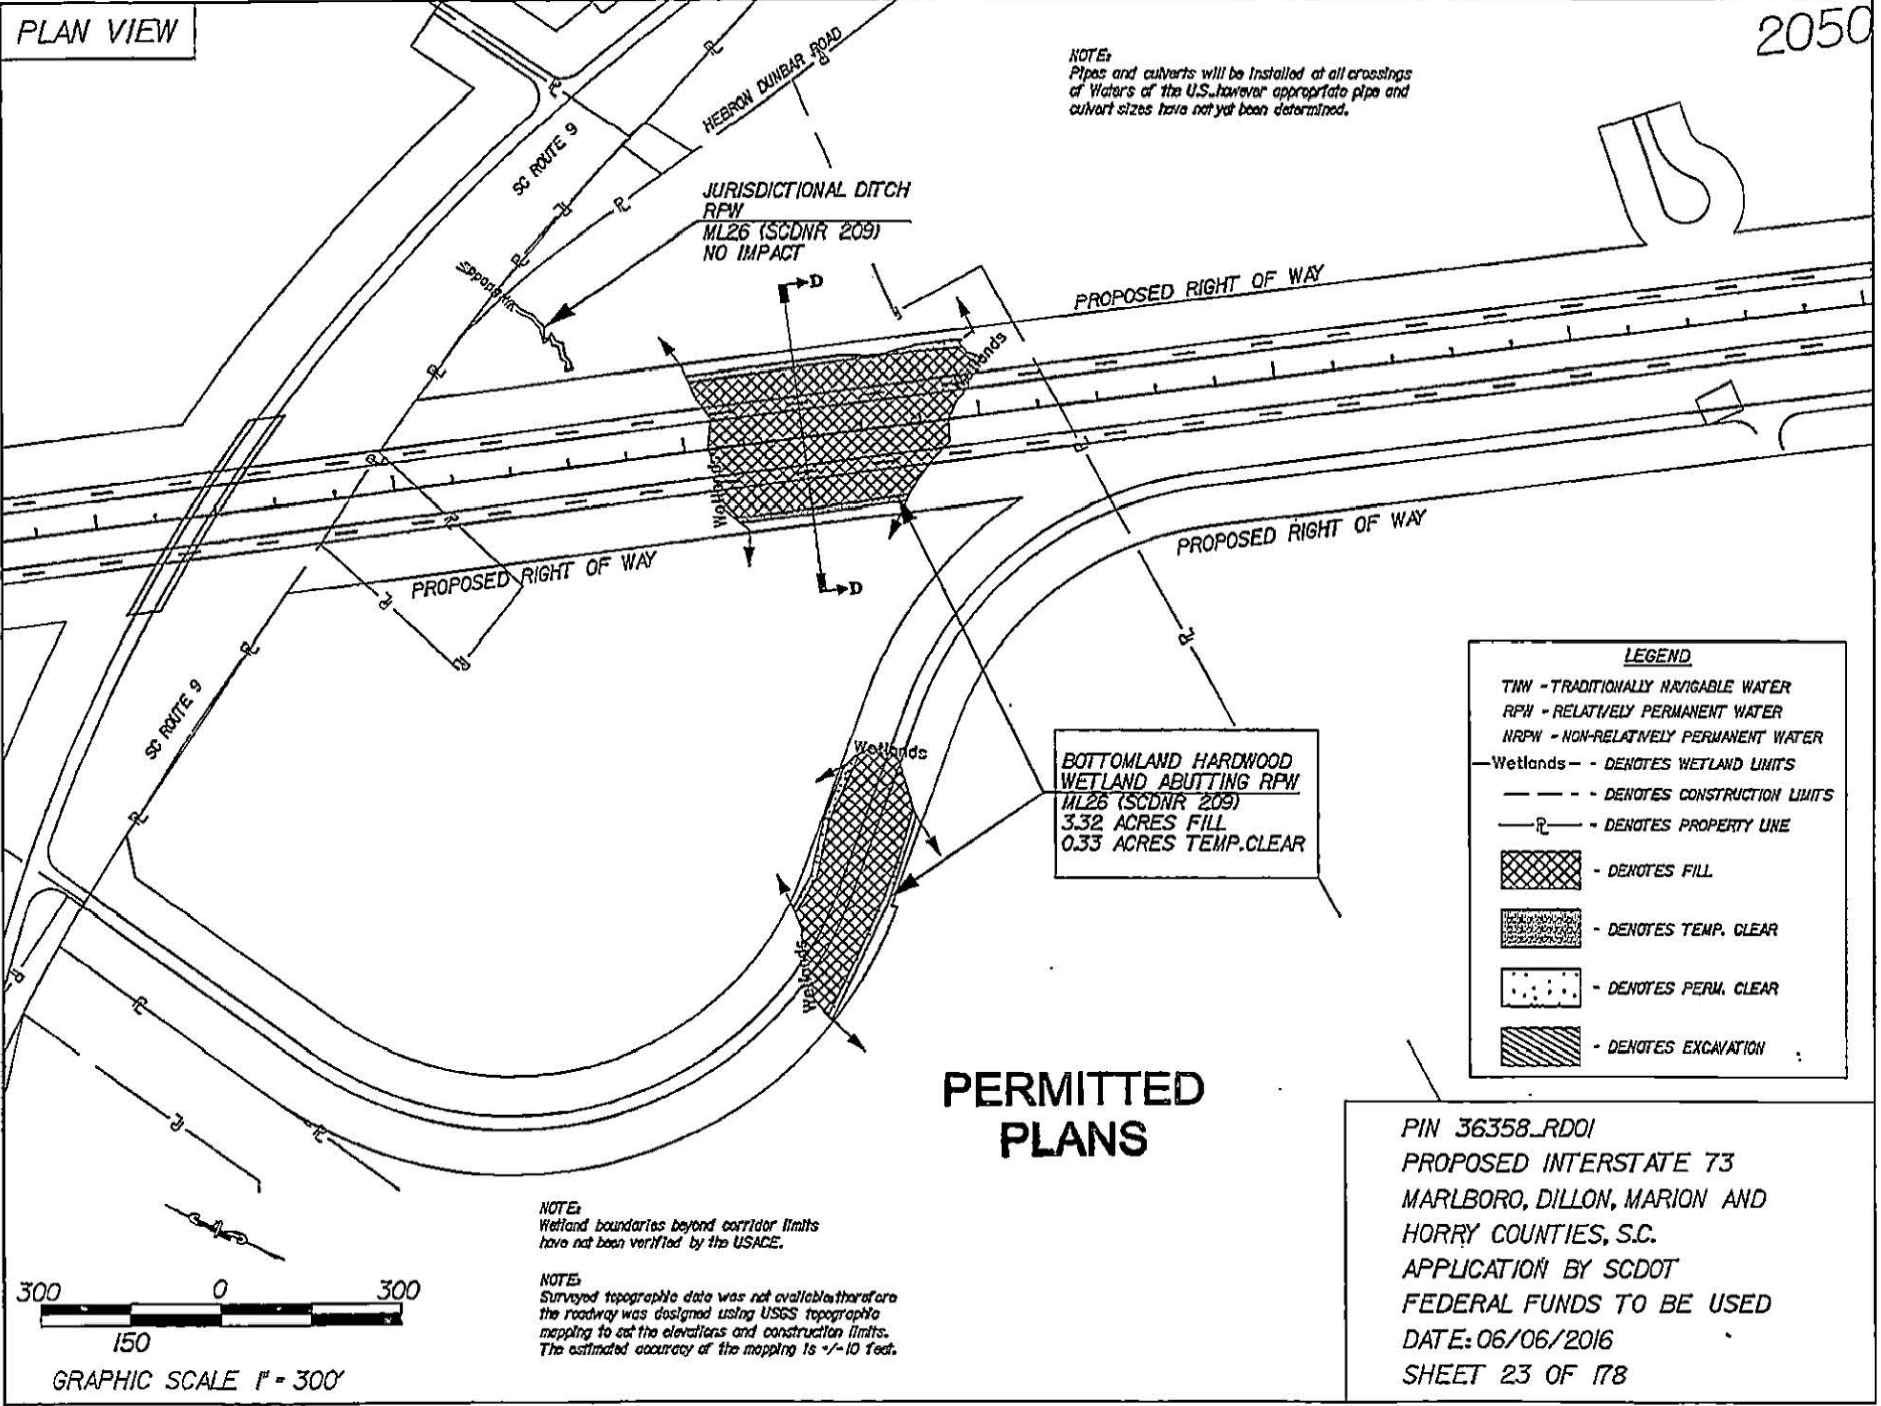 PLAN VIEW
2050
NOTE:
Pipes and culverts will be installed at all crossings
of Waters of the U.S., however appropriate pipe and
culvert sizes have not yet been determined.
HEBRON DUNBAR ROAD
SC ROUTE 9
JURISDICTIONAL DITCH
RPW
ML26 (SCDNR 209)
NO IMPACT
D
PROPOSED RIGHT OF WAY
Wetlands
Wetlands
D
PROPOSED RIGHT OF WAY
PROPOSED RIGHT OF WAY
SC ROUTE 9
Wetlands
Wetlands
BOTTOMLAND HARDWOOD
WETLAND ABUTTING RPW
ML26 (SCDNR 209)
3.32 ACRES FILL
0.33 ACRES TEMP.CLEAR
LEGEND
TNW - TRADITIONALLY NAVIGABLE WATER
RPW - RELATIVELY PERMANENT WATER
NRPW - NON-RELATIVELY PERMANENT WATER
Wetlands - DENOTES WETLAND LIMITS
- DENOTES CONSTRUCTION LIMITS
PL - DENOTES PROPERTY LINE
- DENOTES FILL
- DENOTES TEMP. CLEAR
- DENOTES PERM. CLEAR
- DENOTES EXCAVATION
PERMITTED
PLANS
NOTE:
Wetland boundaries beyond corridor limits
have not been verified by the USACE.
NOTE:
Surveyed topographic data was not available, therefore
the roadway was designed using USGS topographic
mapping to set the elevations and construction limits.
The estimated accuracy of the mapping is +/-10 feet.
300 0 300
150
GRAPHIC SCALE 1" = 300'
PIN 36358_RD01
PROPOSED INTERSTATE 73
MARLBORO, DILLON, MARION AND
HORRY COUNTIES, S.C.
APPLICATION BY SCDOT
FEDERAL FUNDS TO BE USED
DATE: 06/06/2016
SHEET 23 OF 178